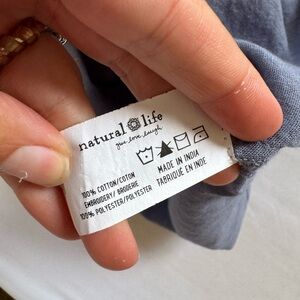 natural life
give love laugh
100% COTTON/COTON
EMBROIDERY/ BRODERIE
100% POLYESTER/POLYESTER
MADE IN INDIA
FABRIQUÉ EN INDE